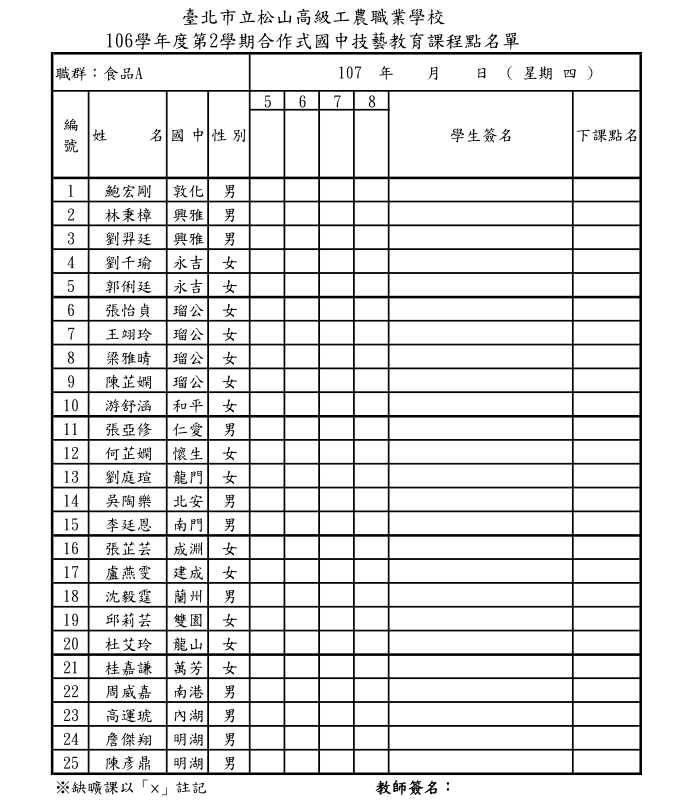 臺北市立松山高級工農職業學校
106學年度第2學期合作式國中技藝教育課程點名單
職群：食品A 107 年 月 日 ( 星期 四 )
編號 姓 名 國中 性別 5 6 7 8 學生簽名 下課點名
1 鮑宏剛 敦化 男
2 林秉樟 興雅 男
3 劉羿廷 興雅 男
4 劉千瑜 永吉 女
5 郭俐廷 永吉 女
6 張怡貞 瑠公 女
7 王翊玲 瑠公 女
8 梁雅晴 瑠公 女
9 陳芷嫻 瑠公 女
10 游舒涵 和平 女
11 張亞修 仁愛 男
12 何芷嫻 懷生 女
13 劉庭瑄 龍門 女
14 吳陶樂 北安 男
15 李廷恩 南門 男
16 張芷芸 成淵 女
17 盧燕雯 建成 女
18 沈毅霆 蘭州 男
19 邱莉芸 雙園 女
20 杜艾玲 龍山 女
21 桂嘉謙 萬芳 女
22 周威嘉 南港 男
23 高運琥 內湖 男
24 詹傑翔 明湖 男
25 陳彥鼎 明湖 男
※缺曠課以「×」註記 教師簽名：